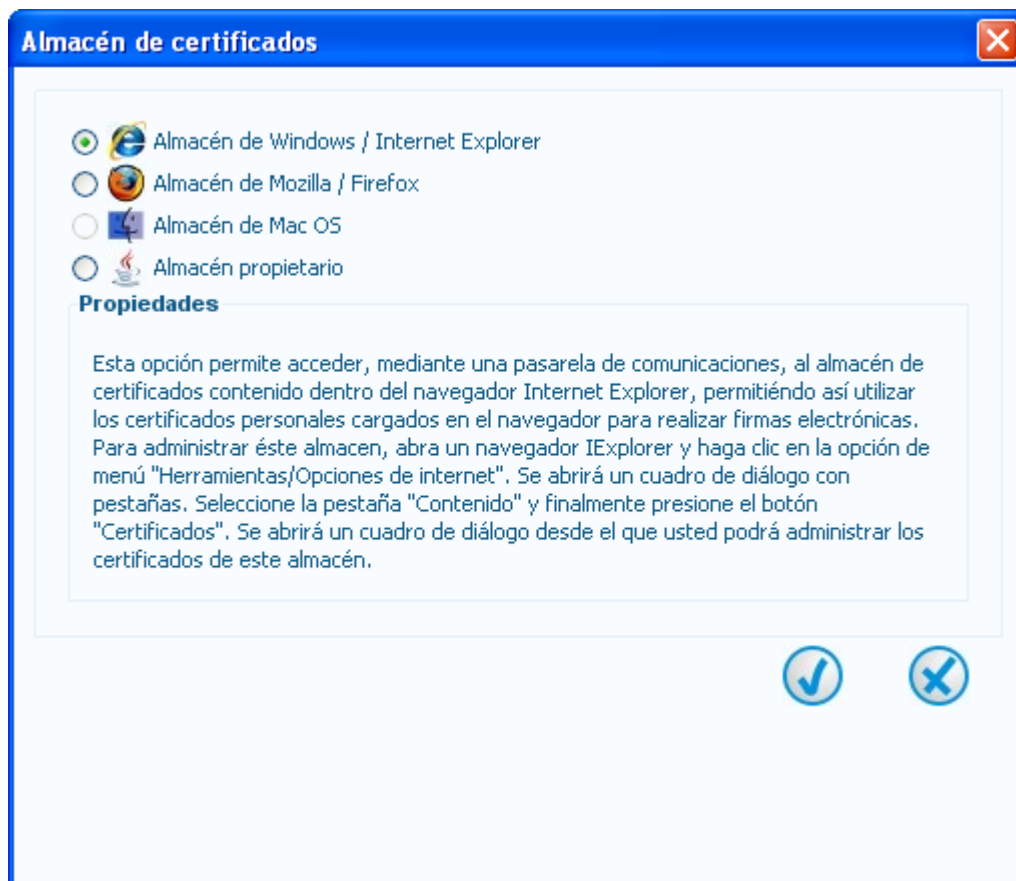 Almacén de certificados
Almacén de Windows / Internet Explorer
Almacén de Mozilla / Firefox
Almacén de Mac OS
Almacén propietario
Propiedades
Esta opción permite acceder, mediante una pasarela de comunicaciones, al almacén de
certificados contenido dentro del navegador Internet Explorer, permitiéndo así utilizar
los certificados personales cargados en el navegador para realizar firmas electrónicas.
Para administrar éste almacen, abra un navegador IExplorer y haga clic en la opción de
menú "Herramientas/Opciones de internet". Se abrirá un cuadro de diálogo con
pestañas. Seleccione la pestaña "Contenido" y finalmente presione el botón
"Certificados". Se abrirá un cuadro de diálogo desde el que usted podrá administrar los
certificados de este almacén.